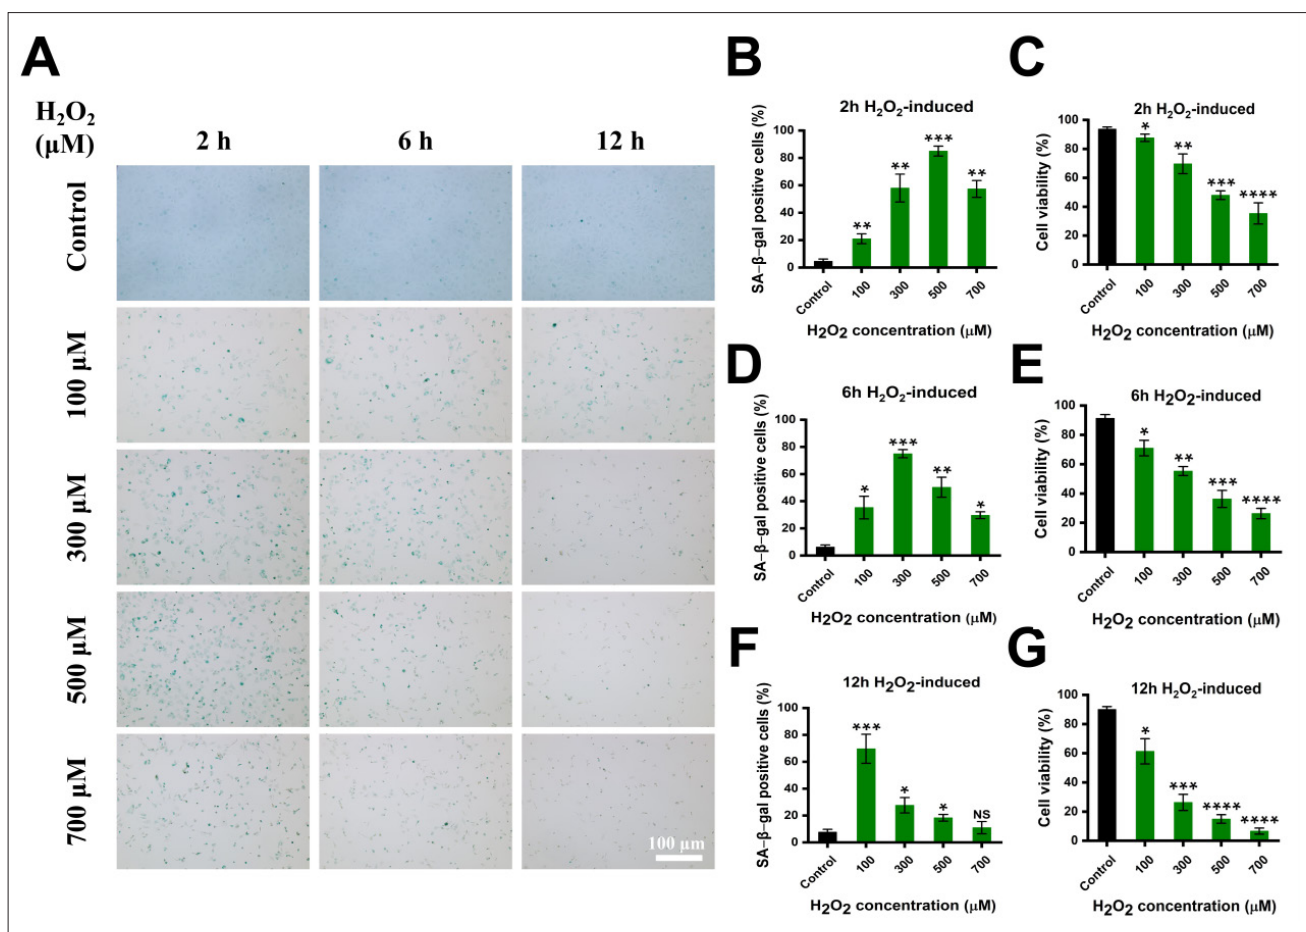 A
H₂O₂
(μM)
2 h
6 h
12 h
Control
100 μM
300 μM
500 μM
700 μM
100 μm
B
2h H₂O₂-induced
SA-β-gal positive cells (%)
100
80
60
40
20
0
**
**
***
**
Control
100
300
500
700
H₂O₂ concentration (μM)
C
2h H₂O₂-induced
Cell viability (%)
100
80
60
40
20
0
*
**
***
****
Control
100
300
500
700
H₂O₂ concentration (μM)
D
6h H₂O₂-induced
SA-β-gal positive cells (%)
100
80
60
40
20
0
*
***
**
*
Control
100
300
500
700
H₂O₂ concentration (μM)
E
6h H₂O₂-induced
Cell viability (%)
100
80
60
40
20
0
*
**
***
****
Control
100
300
500
700
H₂O₂ concentration (μM)
F
12h H₂O₂-induced
SA-β-gal positive cells (%)
100
80
60
40
20
0
***
*
*
NS
Control
100
300
500
700
H₂O₂ concentration (μM)
G
12h H₂O₂-induced
Cell viability (%)
100
80
60
40
20
0
*
***
****
****
Control
100
300
500
700
H₂O₂ concentration (μM)